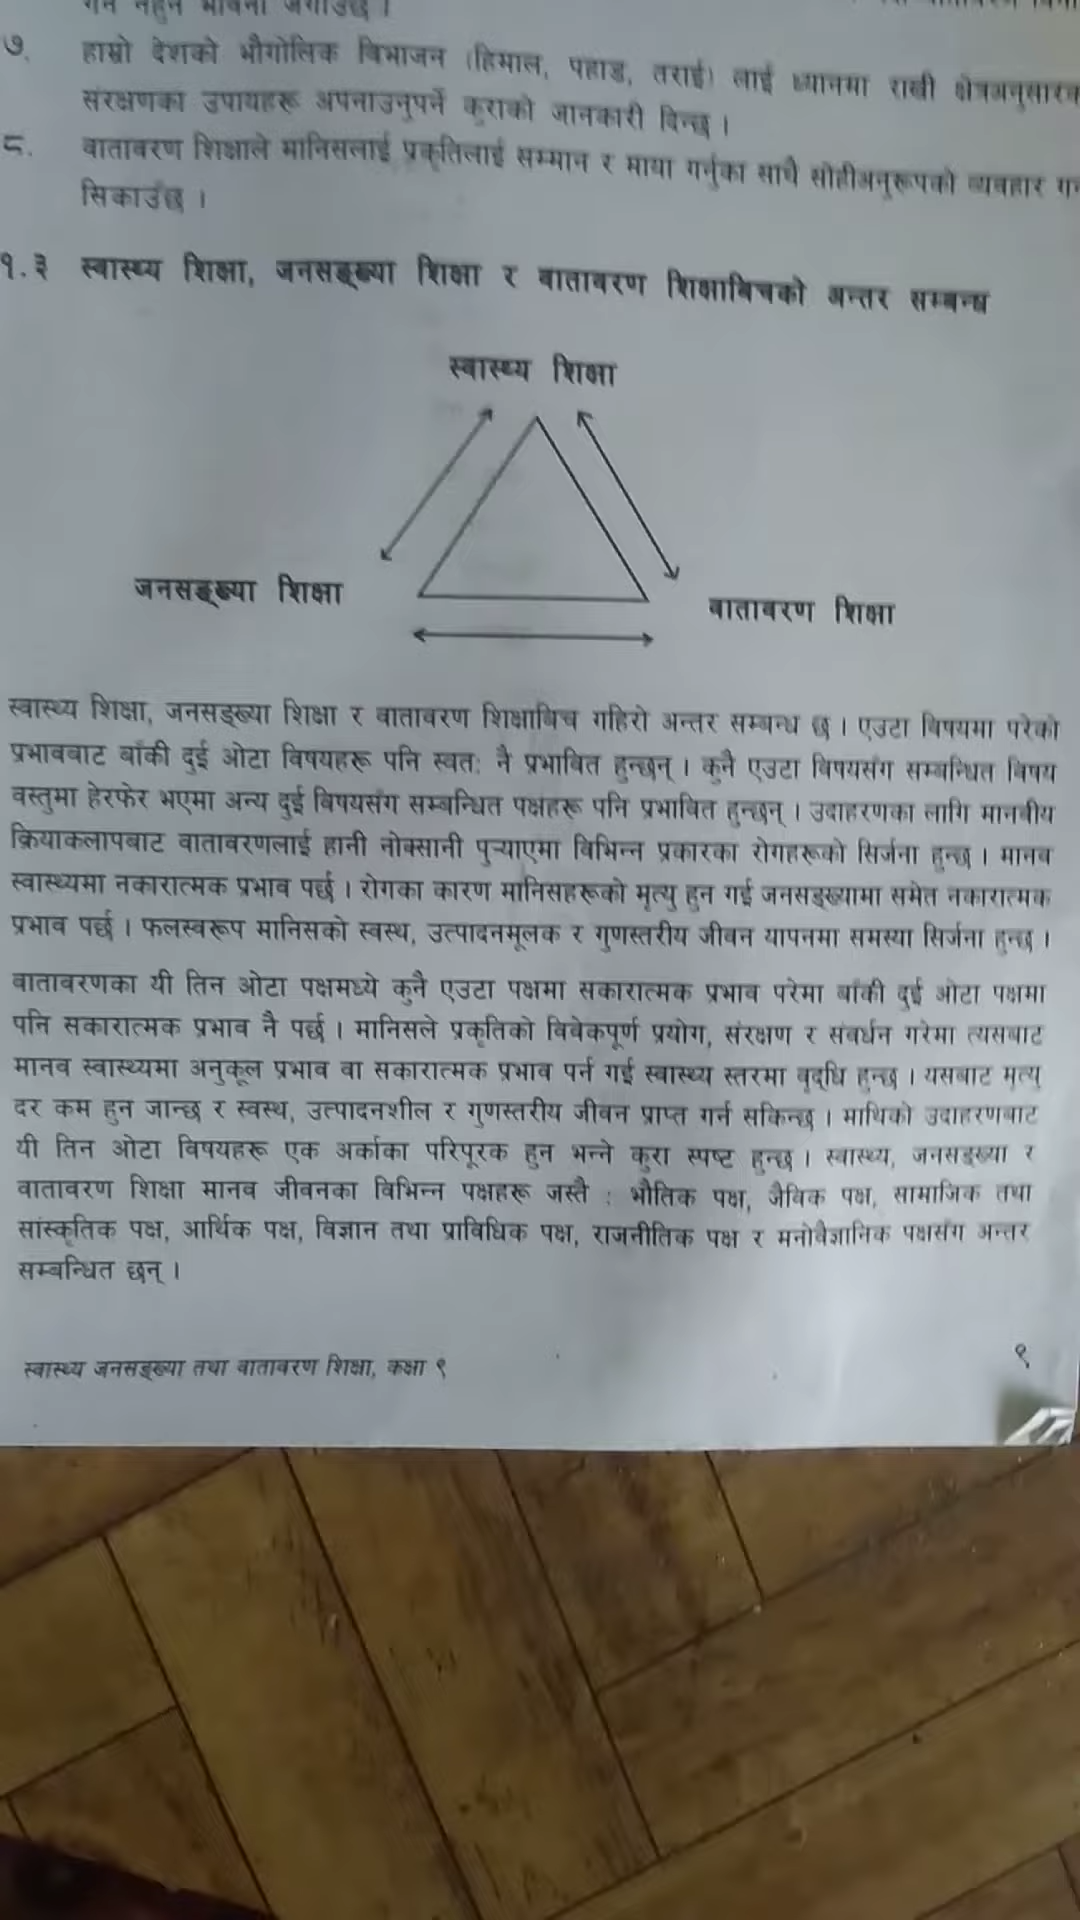 ७. हाम्रो देशको भौगोलिक विभाजन (हिमाल, पहाड, तराई) लाई ध्यानमा राखी
संरक्षणका उपायहरू अपनाउनुपर्ने कुराको जानकारी दिन्छ ।
८. वातावरण शिक्षाले मानिसलाई प्रकृतिलाई सम्मान र माया गर्नुका साथै सोहीअनुरूपको व्यवहार
सिकाउँछ ।
१.३ स्वास्थ्य शिक्षा, जनसङ्ख्या शिक्षा र वातावरण शिक्षाबिचको अन्तर सम्बन्ध
स्वास्थ्य शिक्षा
जनसङ्ख्या शिक्षा
वातावरण शिक्षा
स्वास्थ्य शिक्षा, जनसङ्ख्या शिक्षा र वातावरण शिक्षाबिच गहिरो अन्तर सम्बन्ध छ । एउटा विषयमा परेको
प्रभावबाट बाँकी दुई ओटा विषयहरू पनि स्वतः नै प्रभावित हुन्छन् । कुनै एउटा विषयसँग सम्बन्धित विषय
वस्तुमा हेरफेर भएमा अन्य दुई विषयसँग सम्बन्धित पक्षहरू पनि प्रभावित हुन्छन् । उदाहरणका लागि मानवीय
क्रियाकलापबाट वातावरणलाई हानी नोक्सानी पुऱ्याएमा विभिन्न प्रकारका रोगहरूको सिर्जना हुन्छ । मानव
स्वास्थ्यमा नकारात्मक प्रभाव पर्छ । रोगका कारण मानिसहरूको मृत्यु हुन गई जनसङ्ख्यामा समेत नकारात्मक
प्रभाव पर्छ । फलस्वरूप मानिसको स्वस्थ, उत्पादनमूलक र गुणस्तरीय जीवन यापनमा समस्या सिर्जना हुन्छ ।
वातावरणका यी तिन ओटा पक्षमध्ये कुनै एउटा पक्षमा सकारात्मक प्रभाव परेमा बाँकी दुई ओटा पक्षमा
पनि सकारात्मक प्रभाव नै पर्छ । मानिसले प्रकृतिको विवेकपूर्ण प्रयोग, संरक्षण र संवर्धन गरेमा त्यसबाट
मानव स्वास्थ्यमा अनुकूल प्रभाव वा सकारात्मक प्रभाव पर्न गई स्वास्थ्य स्तरमा वृद्धि हुन्छ । यसबाट मृत्यु
दर कम हुन जान्छ र स्वस्थ, उत्पादनशील र गुणस्तरीय जीवन प्राप्त गर्न सकिन्छ । माथिको उदाहरणबाट
यी तिन ओटा विषयहरू एक अर्काका परिपूरक हुन भन्ने कुरा स्पष्ट हुन्छ । स्वास्थ्य, जनसङ्ख्या र
वातावरण शिक्षा मानव जीवनका विभिन्न पक्षहरू जस्तै : भौतिक पक्ष, जैविक पक्ष, सामाजिक तथा
सांस्कृतिक पक्ष, आर्थिक पक्ष, विज्ञान तथा प्राविधिक पक्ष, राजनीतिक पक्ष र मनोवैज्ञानिक पक्षसँग अन्तर
सम्बन्धित छन् ।
स्वास्थ्य जनसङ्ख्या तथा वातावरण शिक्षा, कक्षा ९
९